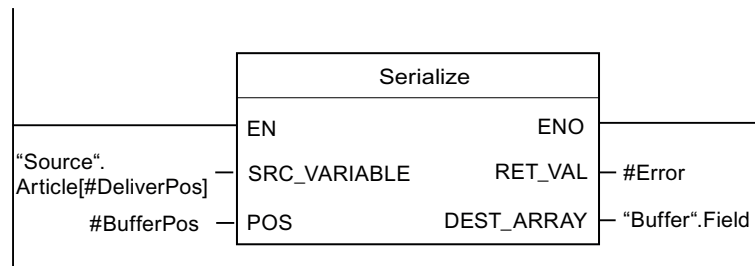 Serialize
EN ENO
“Source“.
Article[#DeliverPos] SRC_VARIABLE RET_VAL #Error
#BufferPos POS DEST_ARRAY “Buffer“.Field